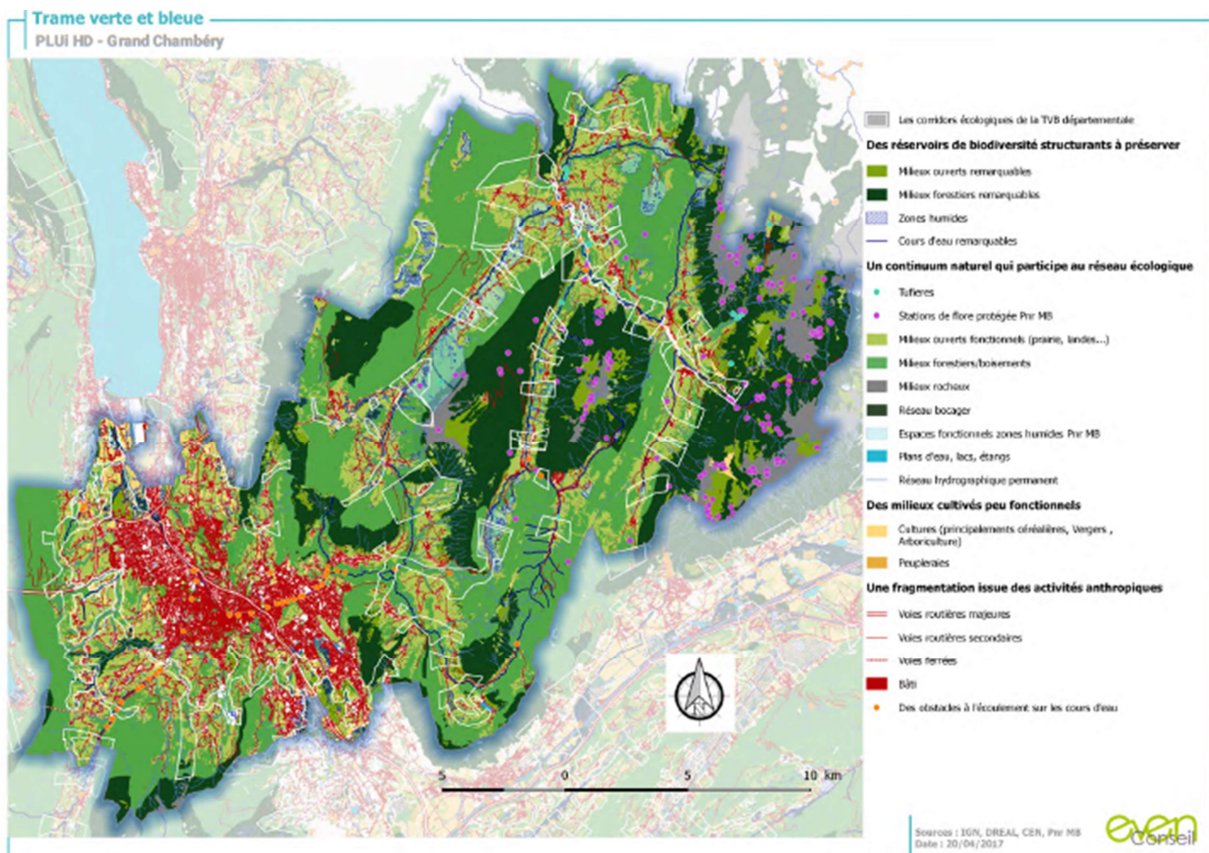 Trame verte et bleue
PLUi HD - Grand Chambéry
Les corridors écologiques de la TVB départementale
Des réservoirs de biodiversité structurants à préserver
Milieux ouverts remarquables
Milieux forestiers remarquables
Zones humides
Cours d'eau remarquables
Un continuum naturel qui participe au réseau écologique
Tufieres
Stations de flore protégée Pnr MB
Milieux ouverts fonctionnels (prairie, landes...)
Milieux forestiers/boisements
Milieux rocheux
Réseau bocager
Espaces fonctionnels zones humides Pnr MB
Plans d'eau, lacs, étangs
Réseau hydrographique permanent
Des milieux cultivés peu fonctionnels
Cultures (principalements céréalières, Vergers ,
Arboriculture)
Peupleraies
Une fragmentation issue des activités anthropiques
Voies routières majeures
Voies routières secondaires
Voies ferrées
Bâti
Des obstacles à l'écoulement sur les cours d'eau
N
5 0 5 10 km
Sources : IGN, DREAL, CEN, Pnr MB
Date : 20/04/2017
even
Conseil